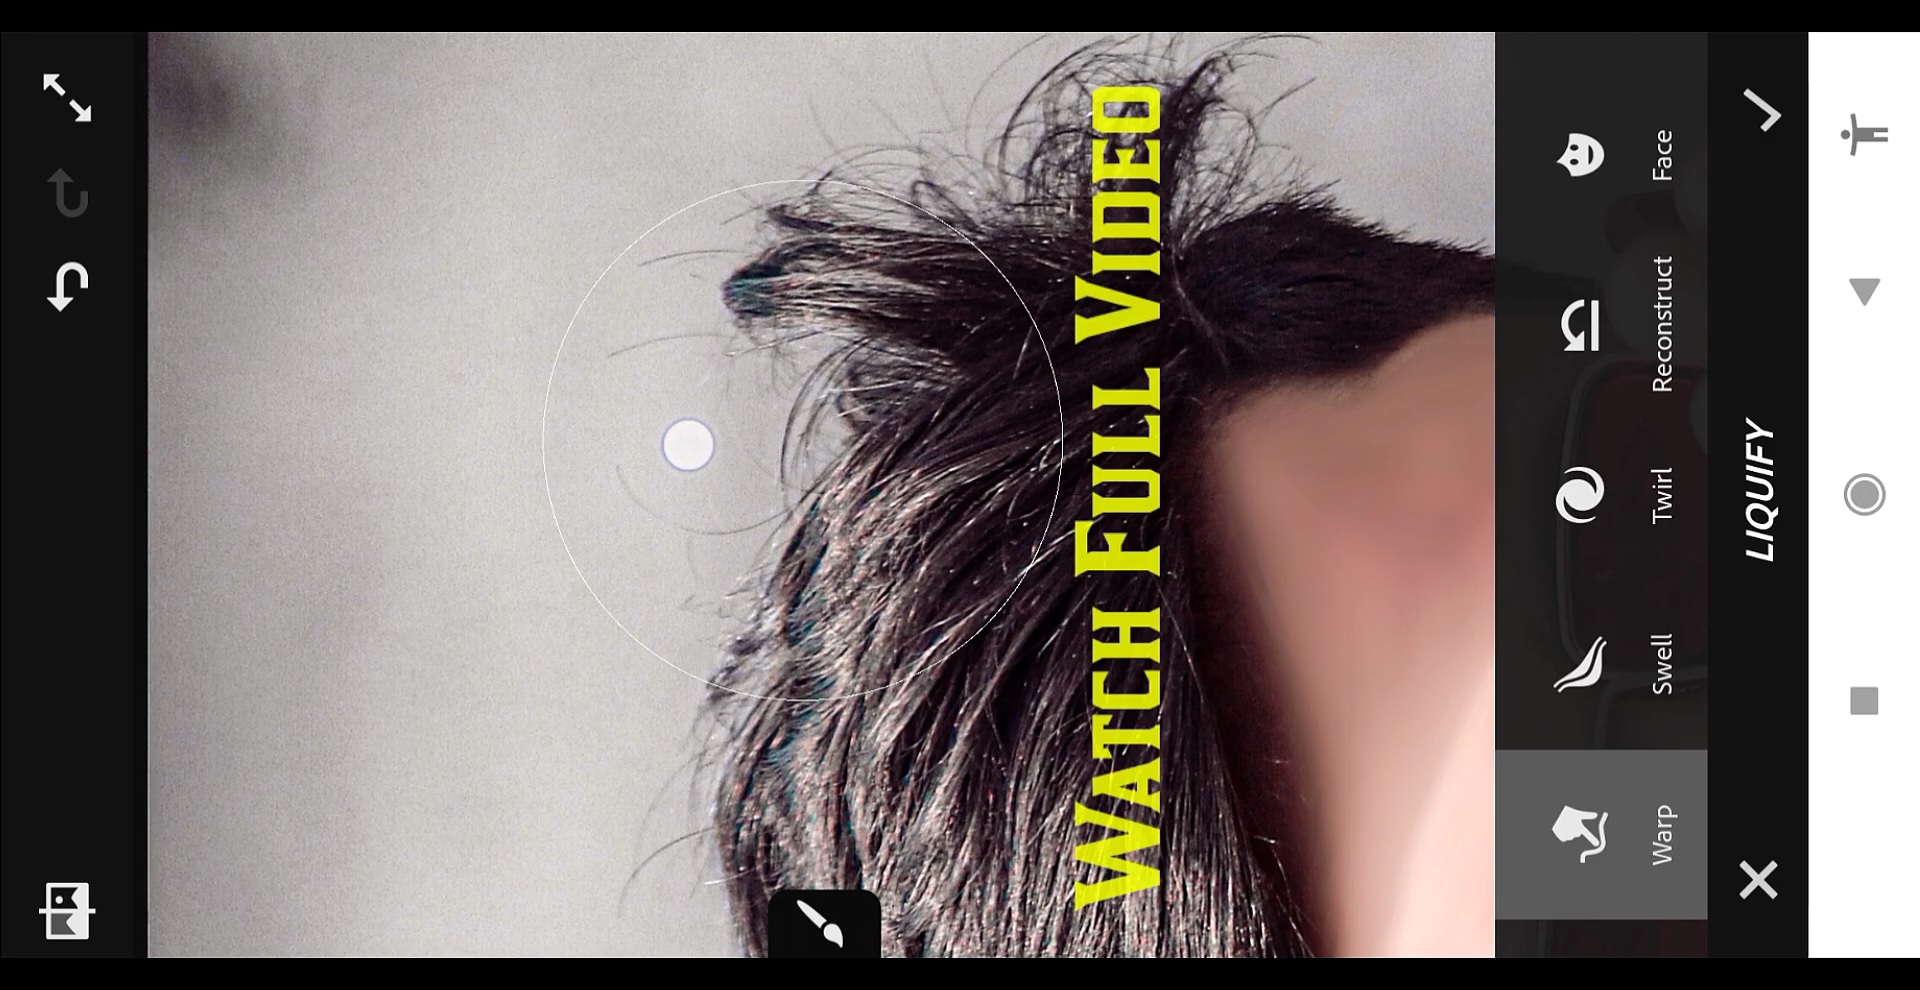 LIQUIFY
Warp
Swell
Twirl
Reconstruct
Face
WATCH FULL VIDEO